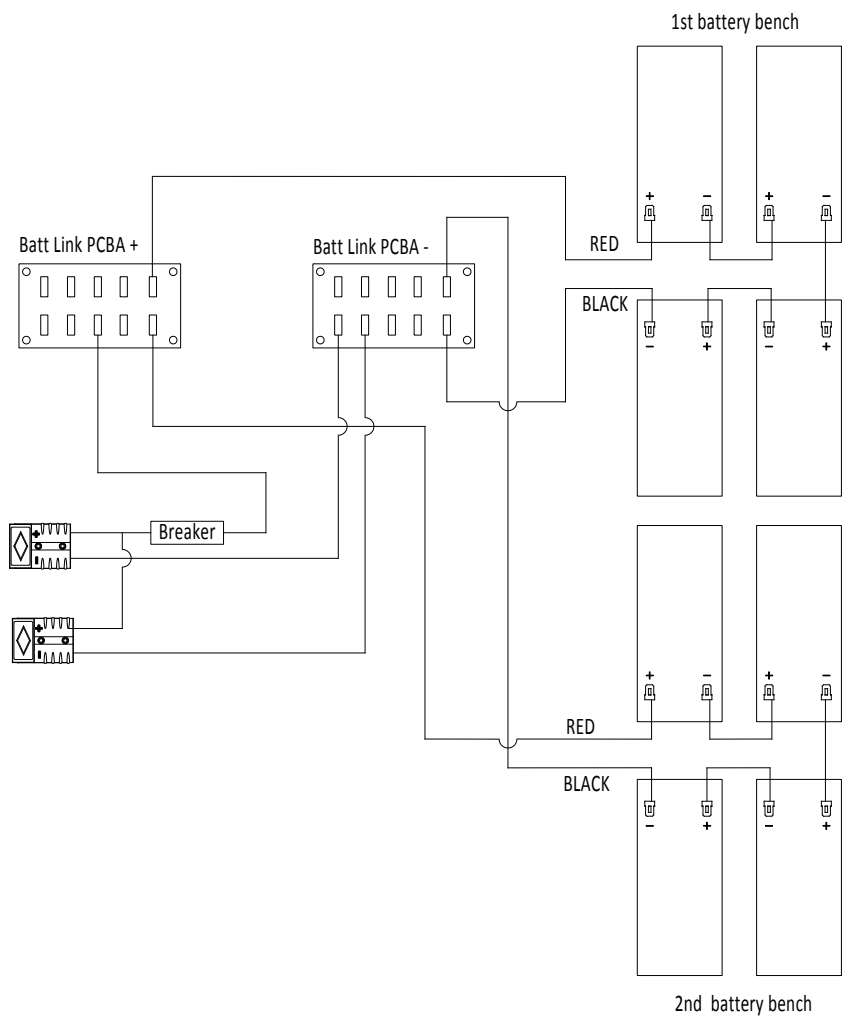 1st battery bench
+ − + −
Batt Link PCBA +
Batt Link PCBA -
RED
BLACK
− + − +
Breaker
+
-
+
-
+ − + −
RED
BLACK
− + − +
2nd battery bench